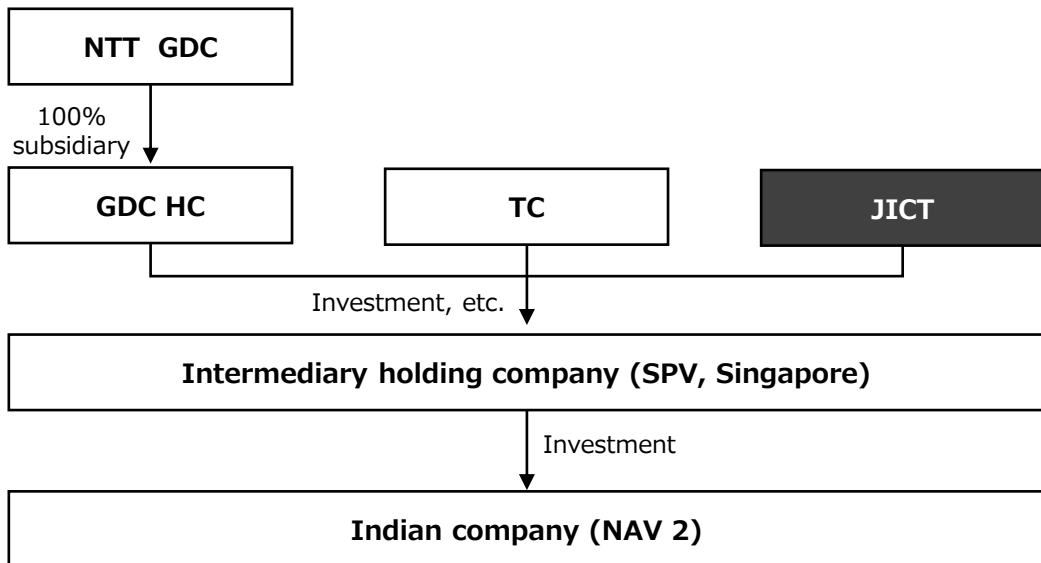 NTT GDC
100%
subsidiary
GDC HC
TC
JICT
Investment, etc.
Intermediary holding company (SPV, Singapore)
Investment
Indian company (NAV 2)